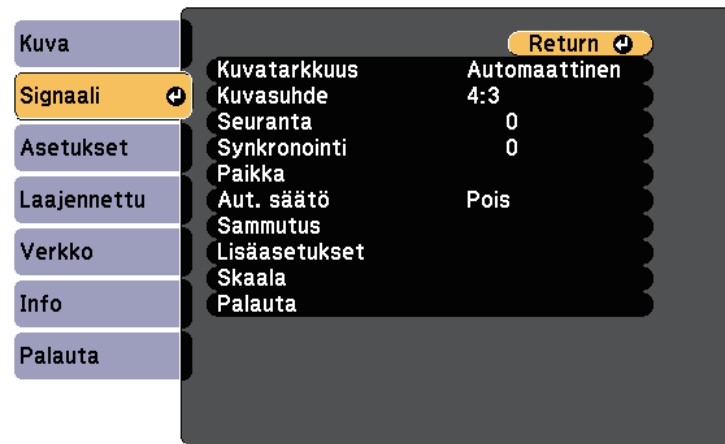 Kuva
Signaali
Asetukset
Laajennettu
Verkko
Info
Palauta
Return
Kuvatarkkuus Automaattinen
Kuvasuhde 4:3
Seuranta 0
Synkronointi 0
Paikka
Aut. säätö Pois
Sammutus
Lisäasetukset
Skaala
Palauta